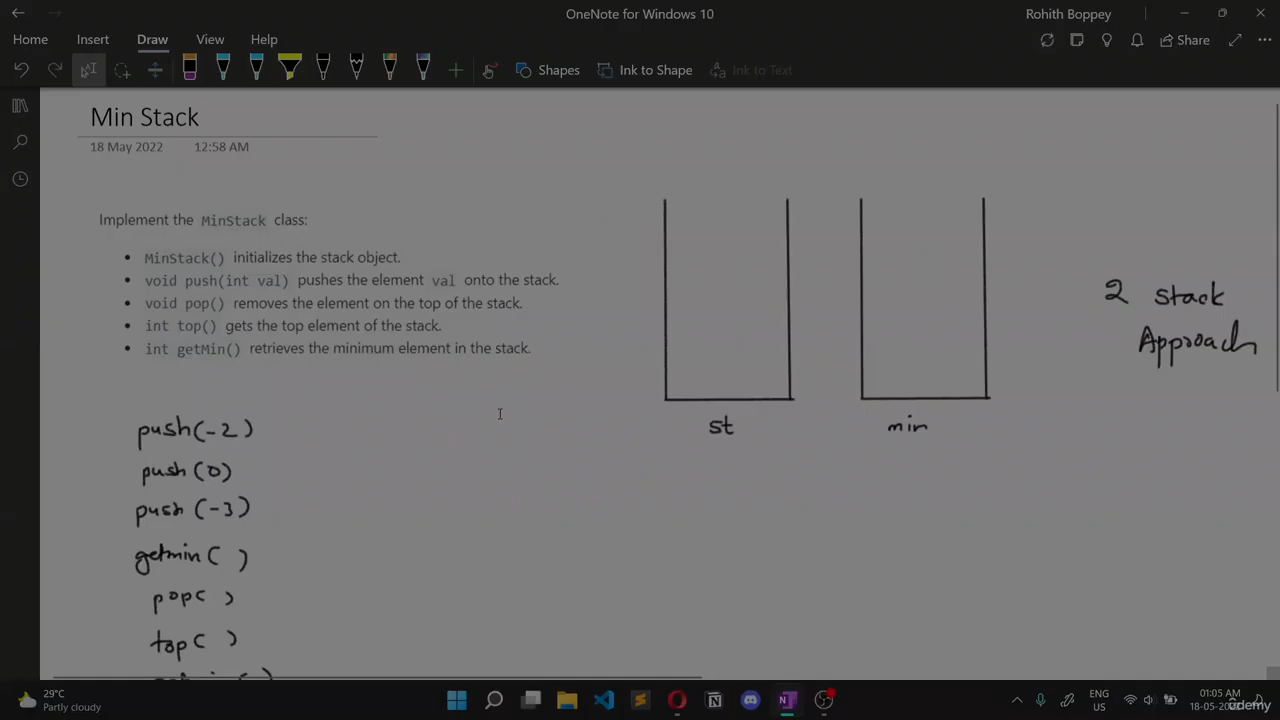 OneNote for Windows 10
Rohith Boppey
Home Insert Draw View Help
Share
Shapes
Ink to Shape
Ink to Text
Min Stack
18 May 2022 12:58 AM
Implement the MinStack class:
• MinStack() initializes the stack object.
• void push(int val) pushes the element val onto the stack.
• void pop() removes the element on the top of the stack.
• int top() gets the top element of the stack.
• int getMin() retrieves the minimum element in the stack.
2 stack
Approach
st
min
push(-2)
push(0)
push(-3)
getmin( )
pop( )
top( )
29°C
Partly cloudy
ENG
US
01:05 AM
udemy